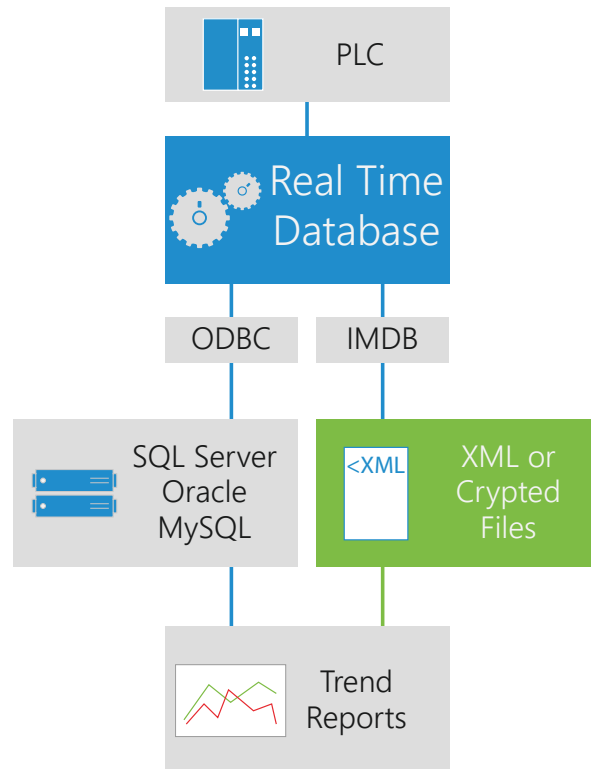 PLC
Real Time
Database
ODBC
IMDB
SQL Server
Oracle
MySQL
<XML
XML or
Crypted
Files
Trend
Reports